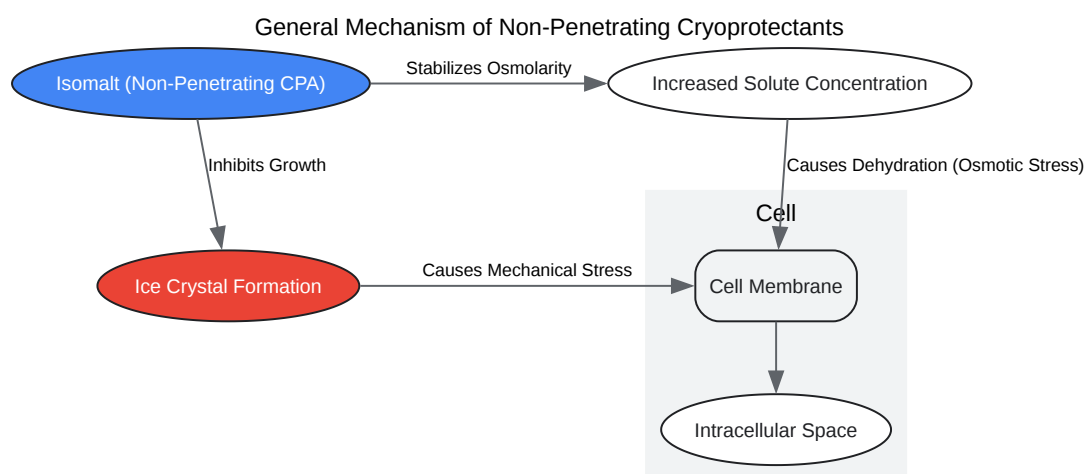 General Mechanism of Non-Penetrating Cryoprotectants
Isomalt (Non-Penetrating CPA)
Stabilizes Osmolarity
Increased Solute Concentration
Inhibits Growth
Causes Dehydration (Osmotic Stress)
Cell
Ice Crystal Formation
Causes Mechanical Stress
Cell Membrane
Intracellular Space